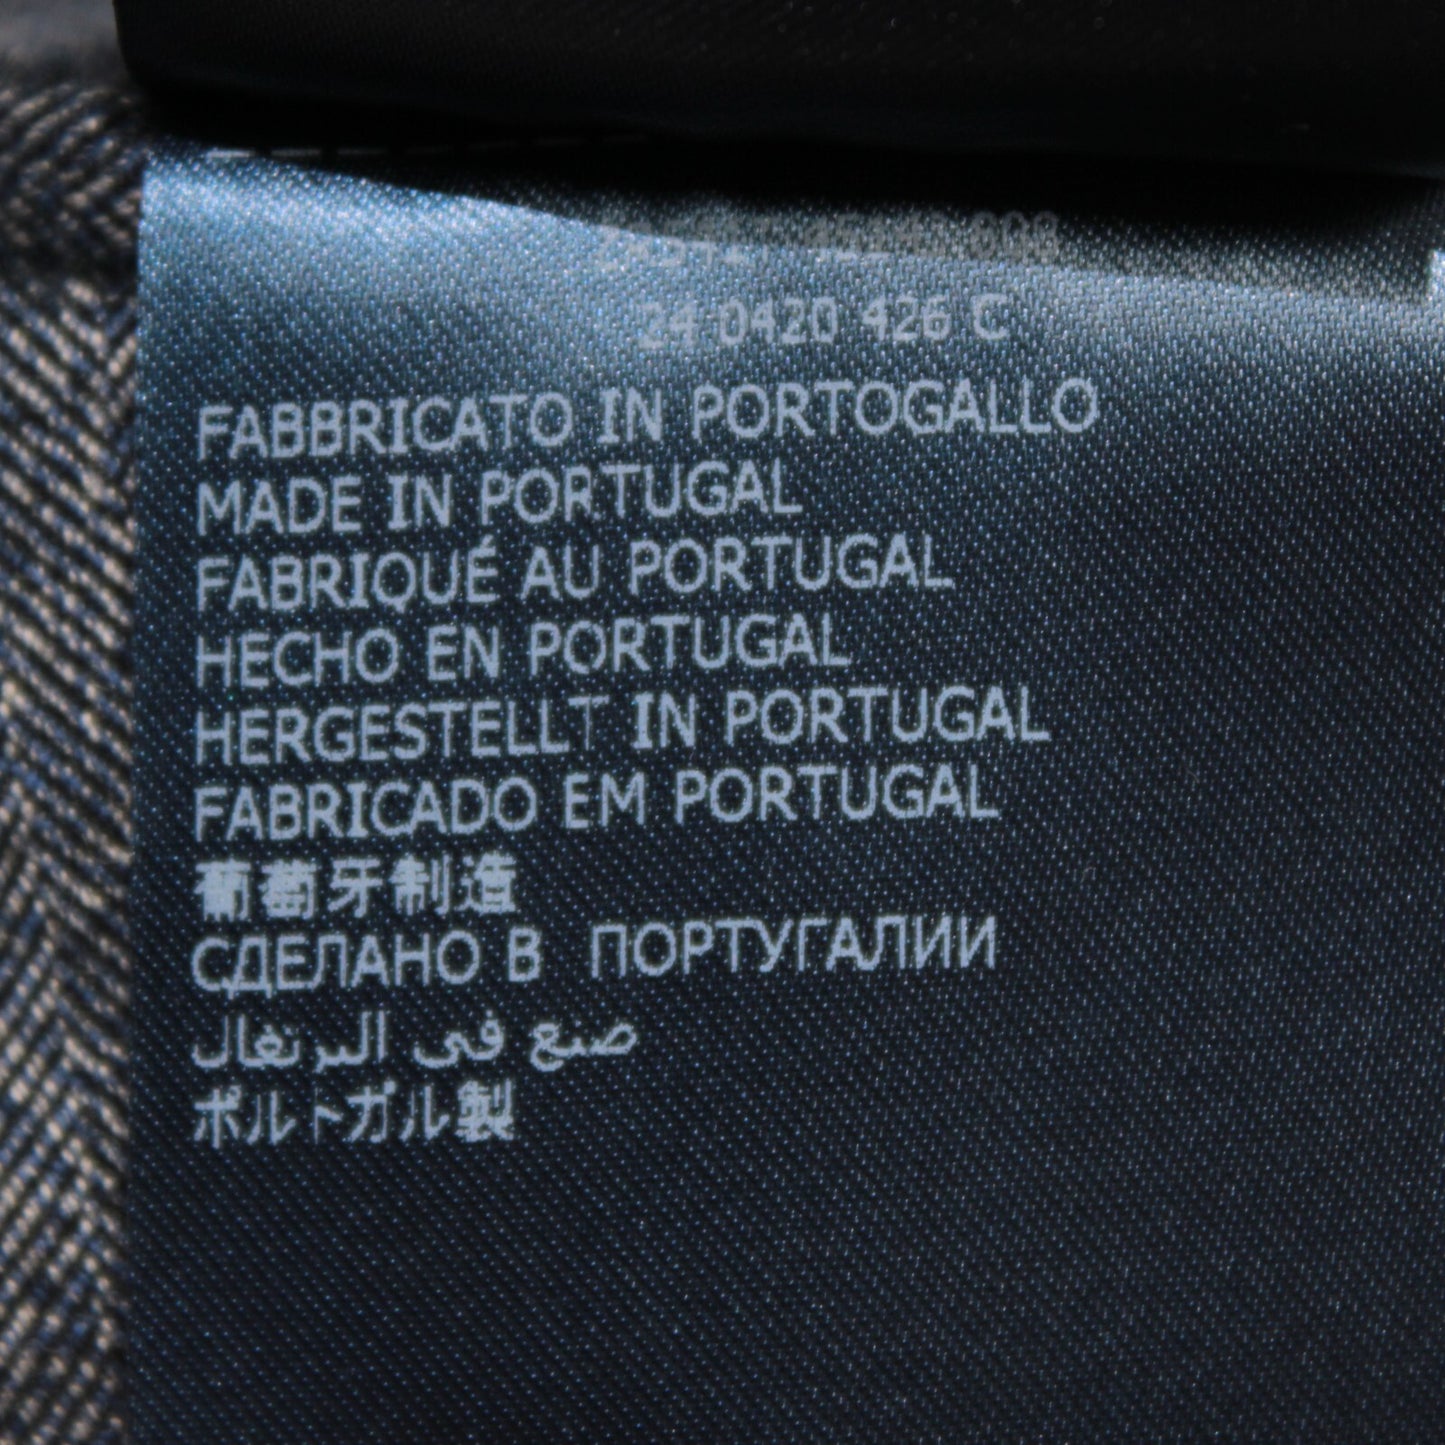 24 0420 426 C
FABBRICATO IN PORTOGALLO
MADE IN PORTUGAL
FABRIQUÉ AU PORTUGAL
HECHO EN PORTUGAL
HERGESTELLT IN PORTUGAL
FABRICADO EM PORTUGAL
葡萄牙制造
СДЕЛАНО В ПОРТУГАЛИИ
صنع في البرتغال
ポルトガル製